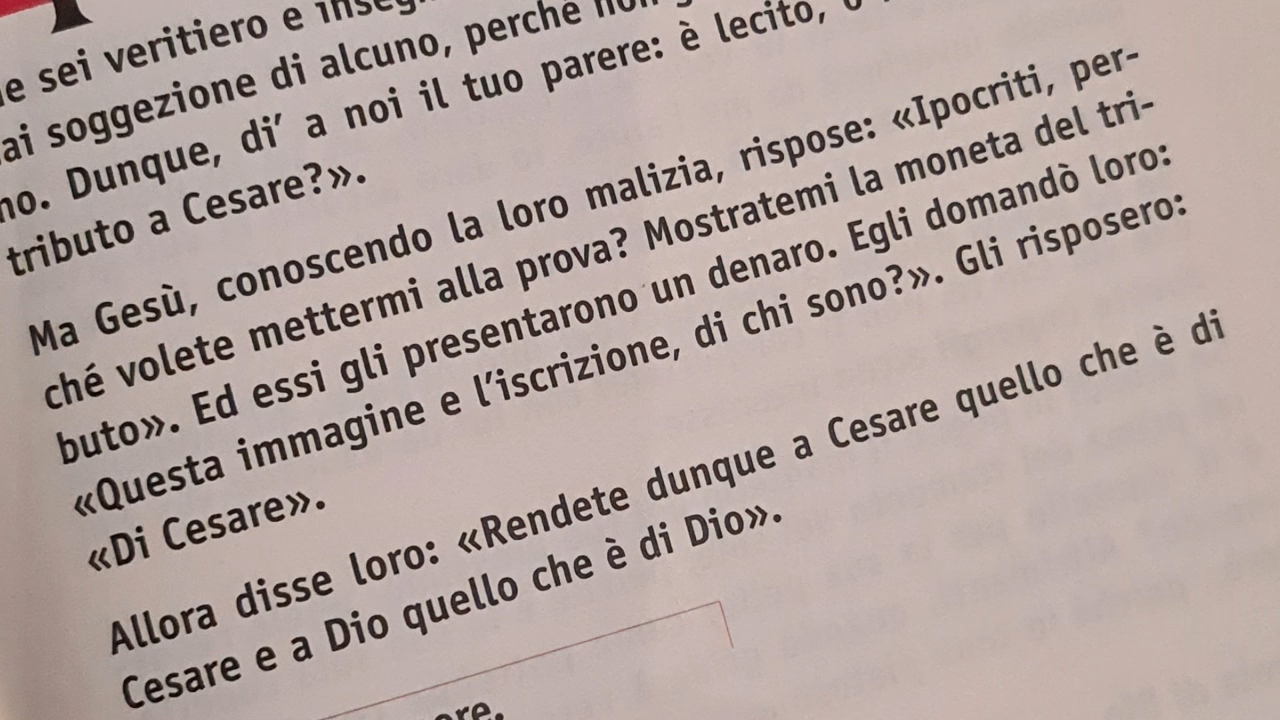 sei veritiero e
soggezione di alcuno, perché
Dunque, di' a noi il tuo parere: è lecito, o
tributo a Cesare?».
Ma Gesù, conoscendo la loro malizia, rispose: «Ipocriti, per-
ché volete mettermi alla prova? Mostratemi la moneta del tri-
buto». Ed essi gli presentarono un denaro. Egli domandò loro:
«Questa immagine e l'iscrizione, di chi sono?». Gli risposero:
«Di Cesare».
Allora disse loro: «Rendete dunque a Cesare quello che è di
Cesare e a Dio quello che è di Dio».